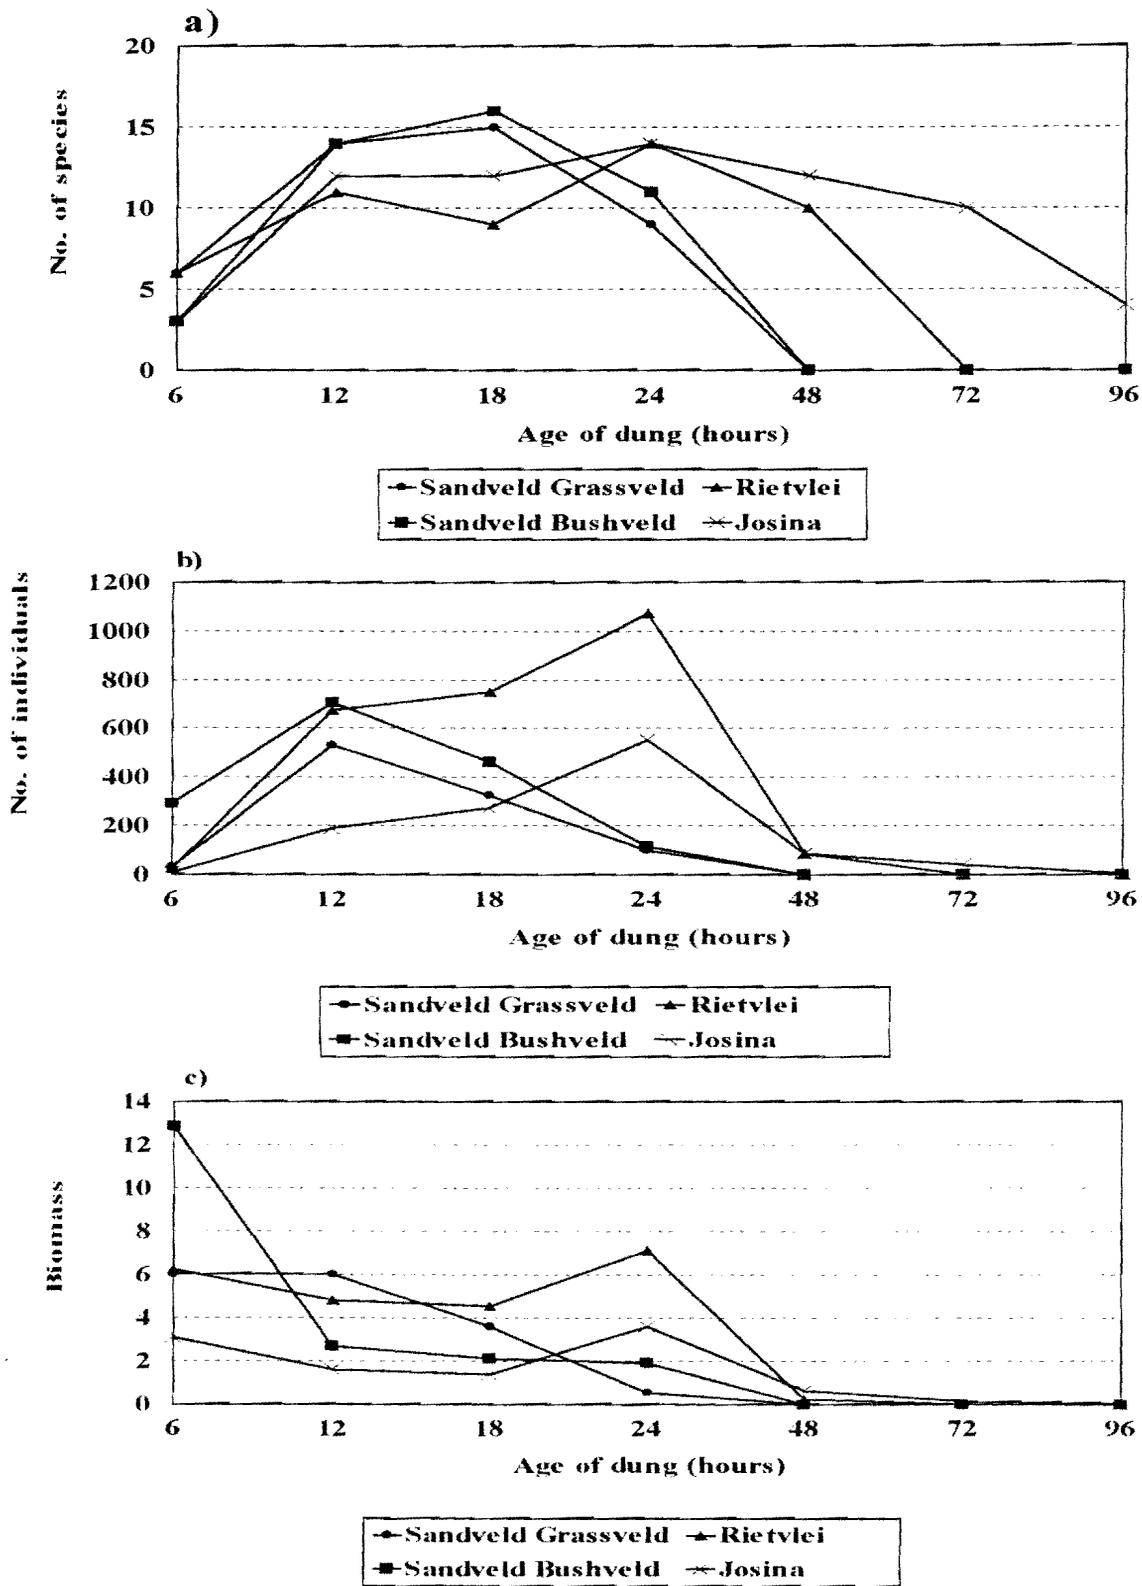 a)
20
15
10
5
0
No. of species
6 12 18 24 48 72 96
Age of dung (hours)
Sandveld Grassveld Rietvlei
Sandveld Bushveld Josina
b)
1200
1000
800
600
400
200
0
No. of individuals
6 12 18 24 48 72 96
Age of dung (hours)
Sandveld Grassveld Rietvlei
Sandveld Bushveld Josina
c)
14
12
10
8
6
4
2
0
Biomass
6 12 18 24 48 72 96
Age of dung (hours)
Sandveld Grassveld Rietvlei
Sandveld Bushveld Josina